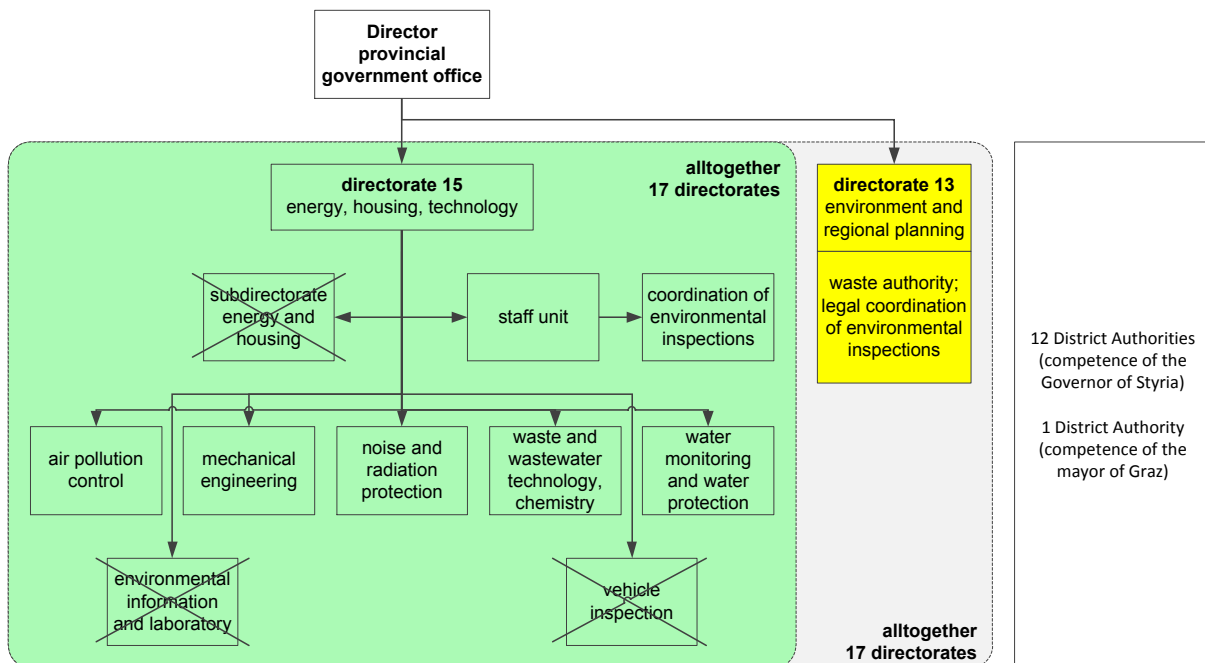 Director
provincial
government office
alltogether
17 directorates
directorate 15
energy, housing, technology
directorate 13
environment and
regional planning
waste authority;
legal coordination
of environmental
inspections
subdirectorate
energy and
housing
staff unit
coordination of
environmental
inspections
12 District Authorities
(competence of the
Governor of Styria)
1 District Authority
(competence of the
mayor of Graz)
air pollution
control
mechanical
engineering
noise and
radiation
protection
waste and
wastewater
technology,
chemistry
water
monitoring
and water
protection
environmental
information
and laboratory
vehicle
inspection
alltogether
17 directorates